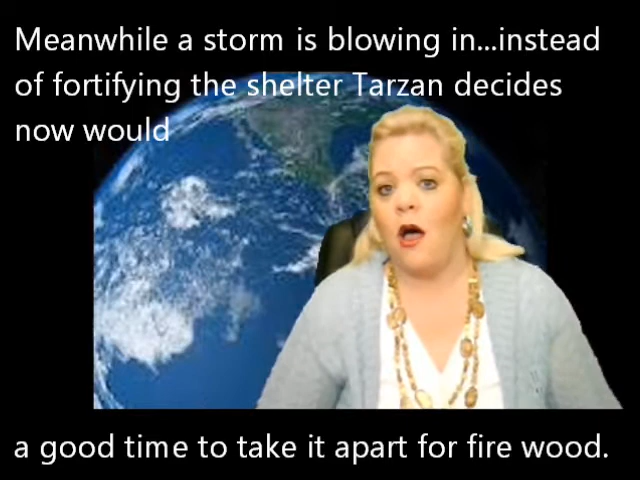 Meanwhile a storm is blowing in...instead
of fortifying the shelter Tarzan decides
now would
a good time to take it apart for fire wood.